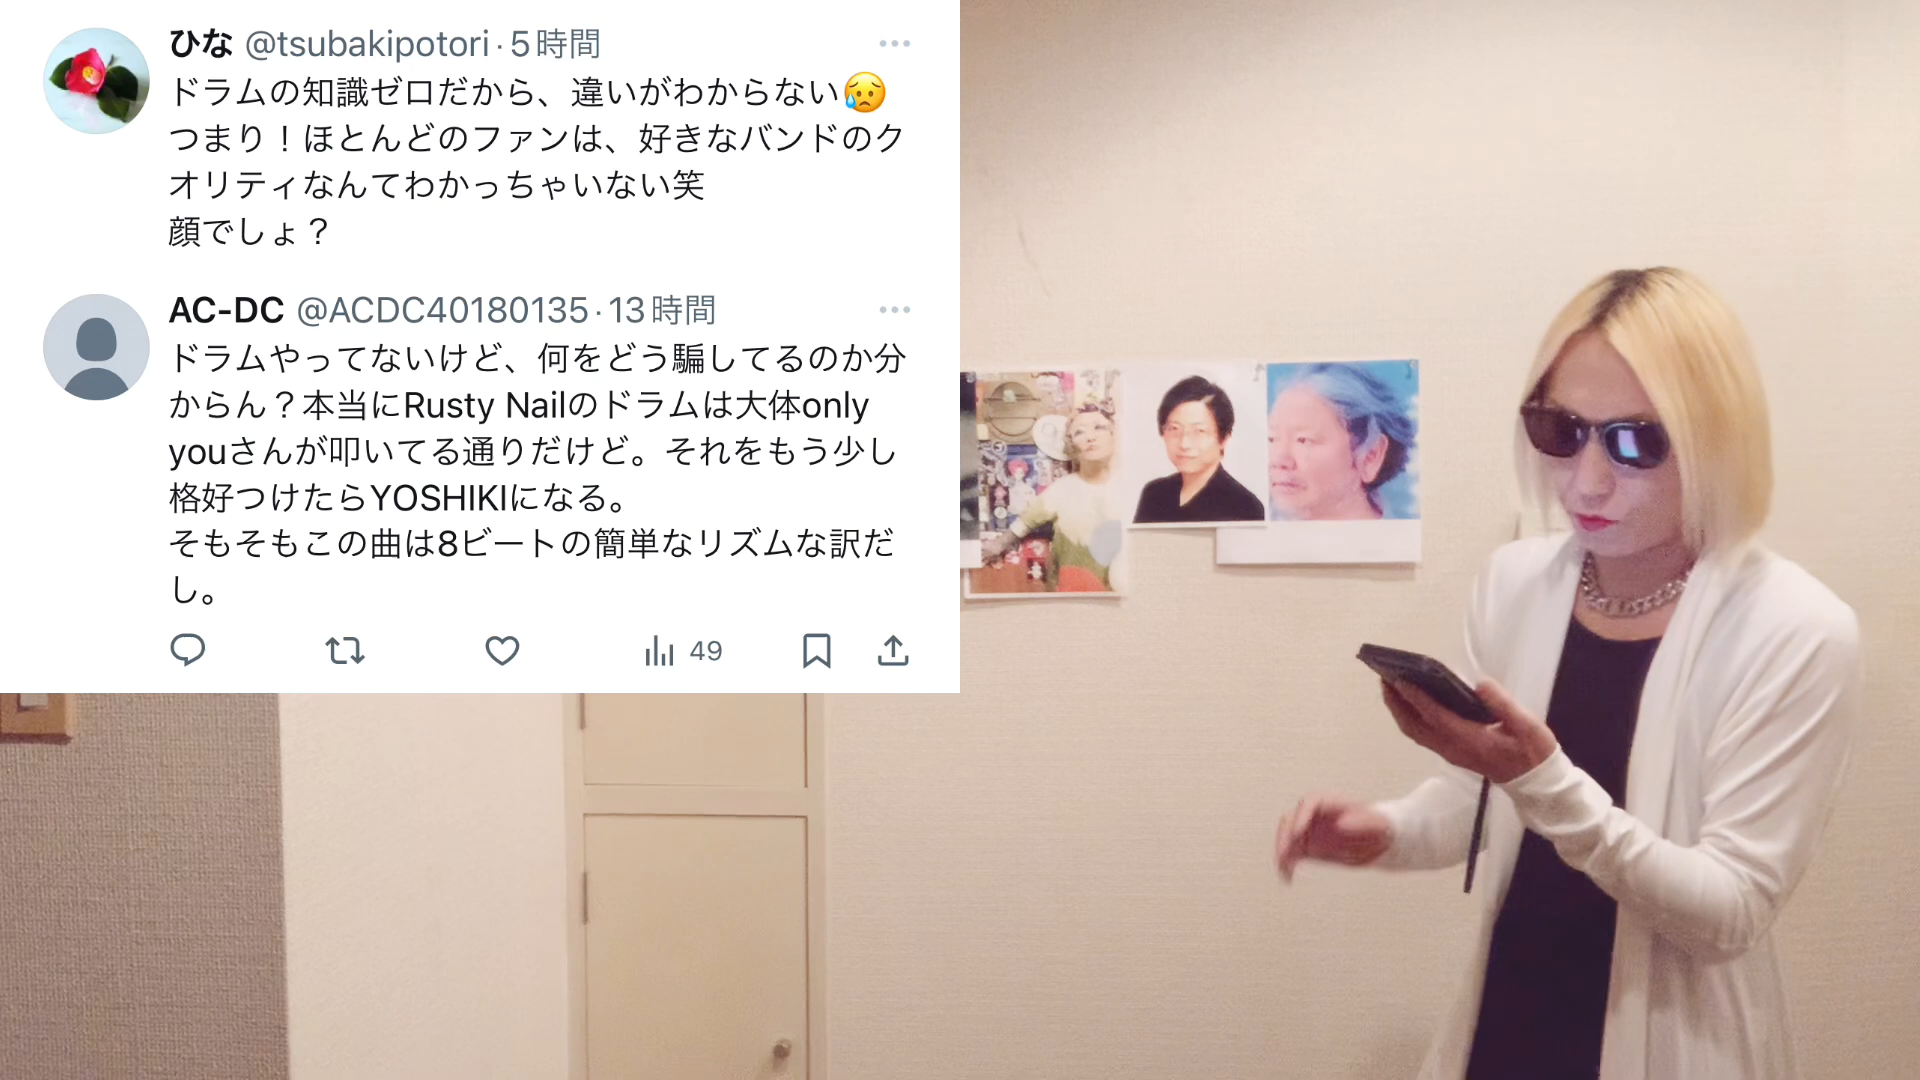 ひな @tsubakipotori · 5時間
ドラムの知識ゼロだから、違いがわからない😥
つまり！ほとんどのファンは、好きなバンドのク
オリティなんてわかっちゃいない笑
顔でしょ？
AC-DC @ACDC40180135 · 13時間
ドラムやってないけど、何をどう騙してるのか分
からん？本当にRusty Nailのドラムは大体only
youさんが叩いてる通りだけど。それをもう少し
格好つけたらYOSHIKIになる。
そもそもこの曲は8ビートの簡単なリズムな訳だ
し。
49